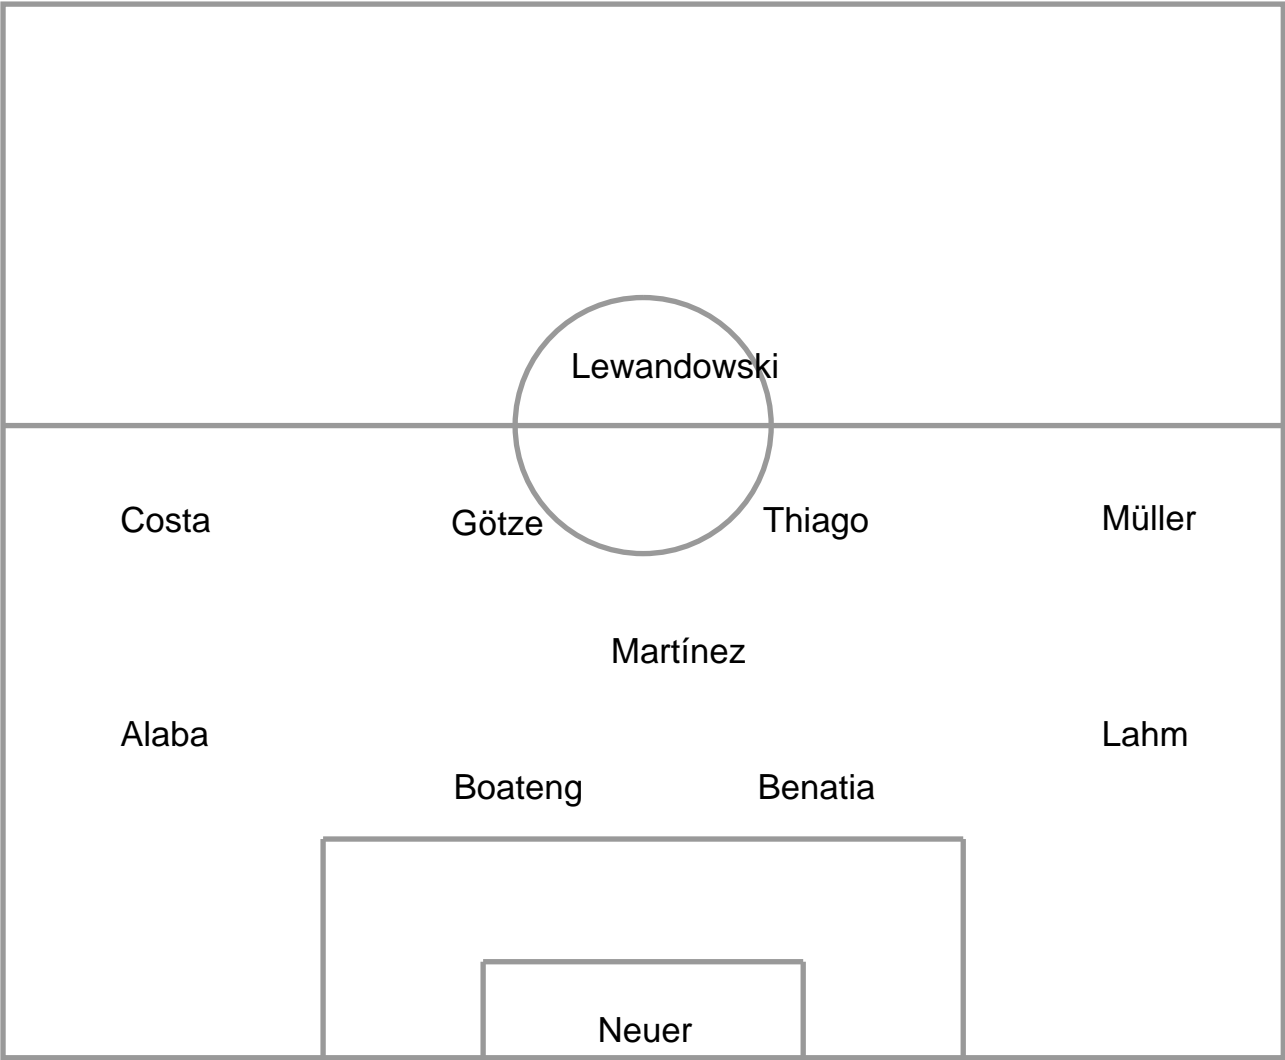 Lewandowski
Costa Götze Thiago Müller
Martínez
Alaba Lahm
Boateng Benatia
Neuer